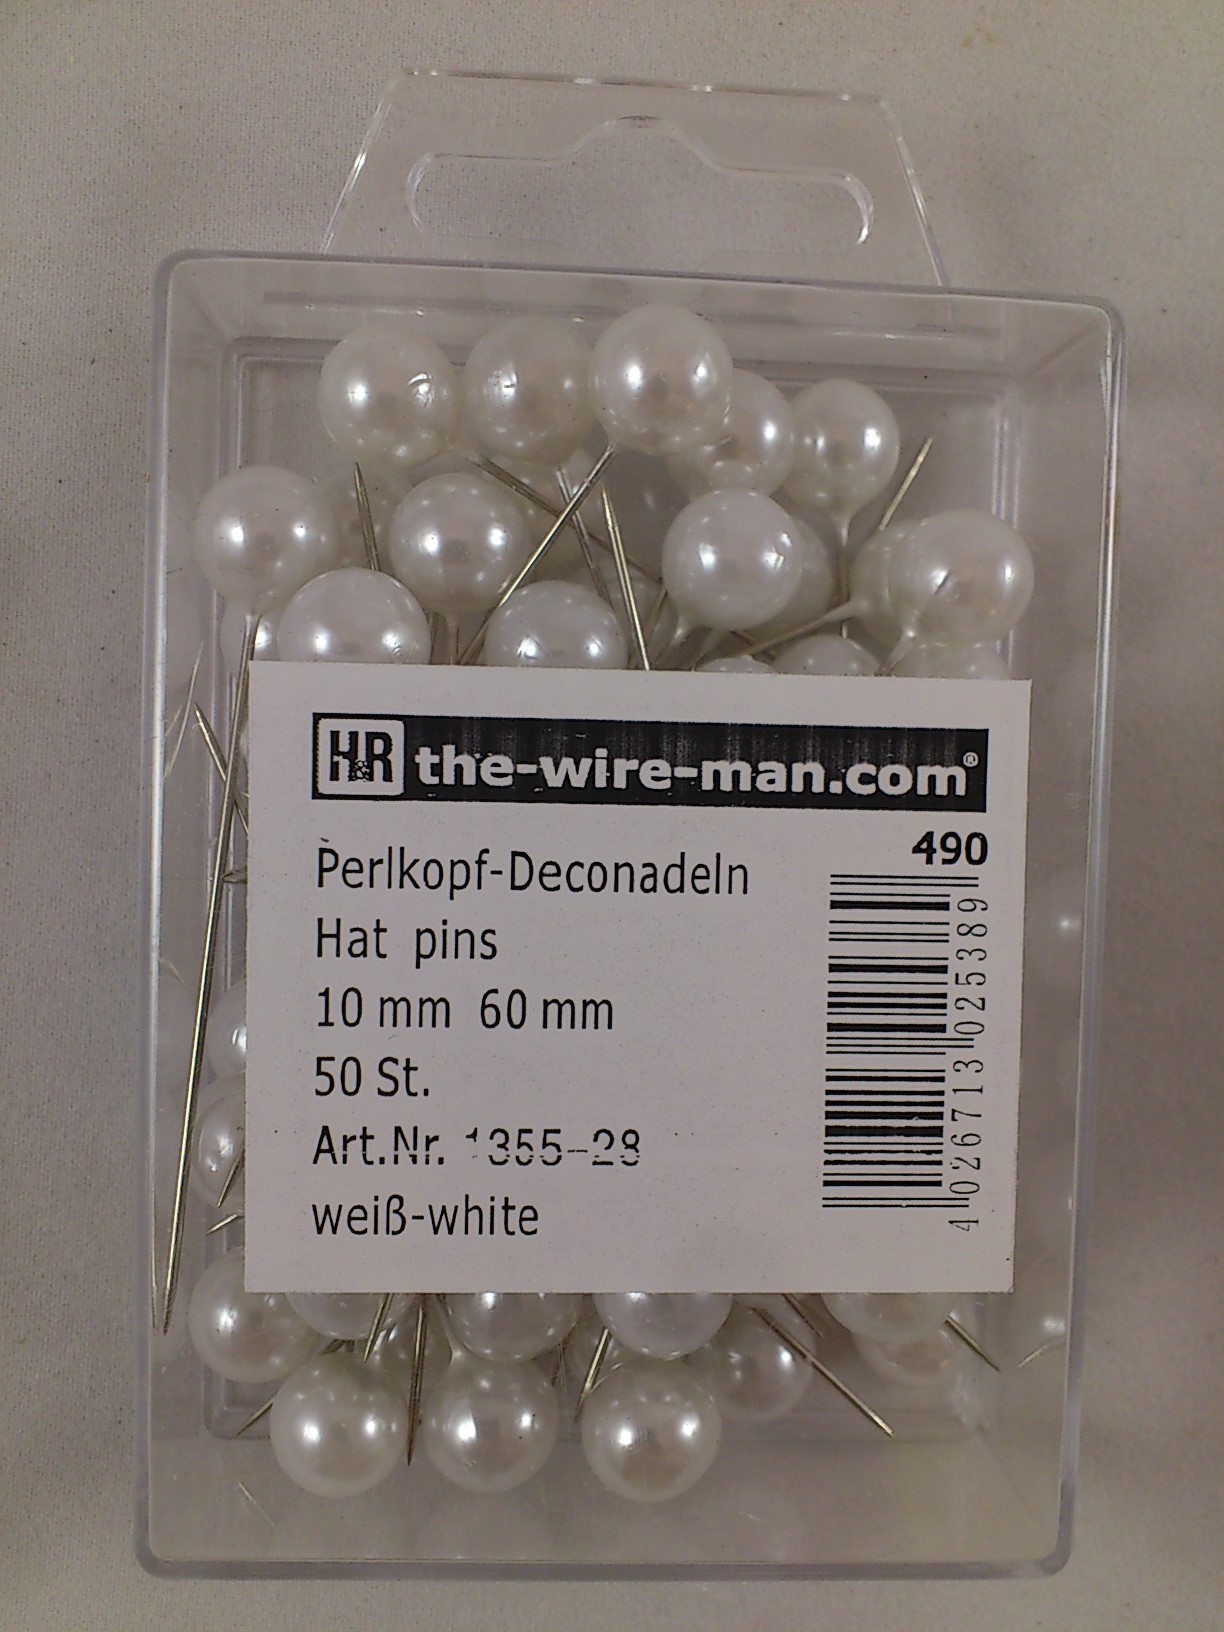 H&R the-wire-man.com®
490
Perlkopf-Deconadeln
Hat pins
10 mm 60 mm
50 St.
Art.Nr. 1355-28
weiß-white
4 026713 025389